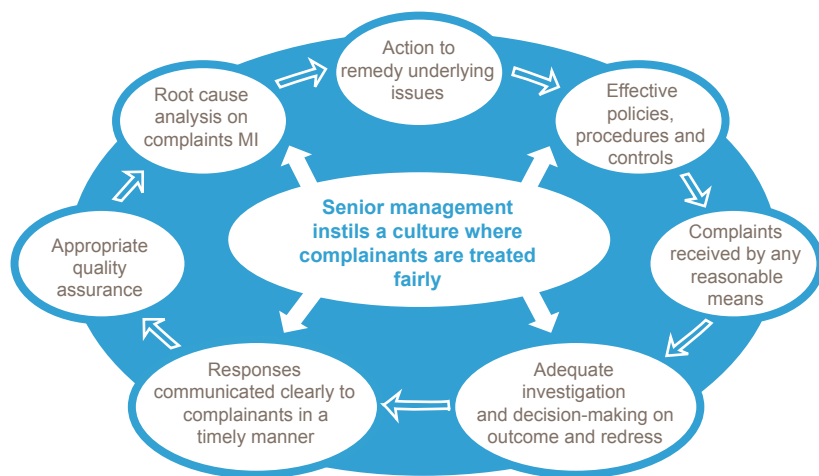 Action to
remedy underlying
issues
Effective
policies,
procedures and
controls
Complaints
received by any
reasonable
means
Adequate
investigation
and decision-making on
outcome and redress
Responses
communicated clearly to
complainants in a
timely manner
Appropriate
quality
assurance
Root cause
analysis on
complaints MI
Senior management
instils a culture where
complainants are treated
fairly